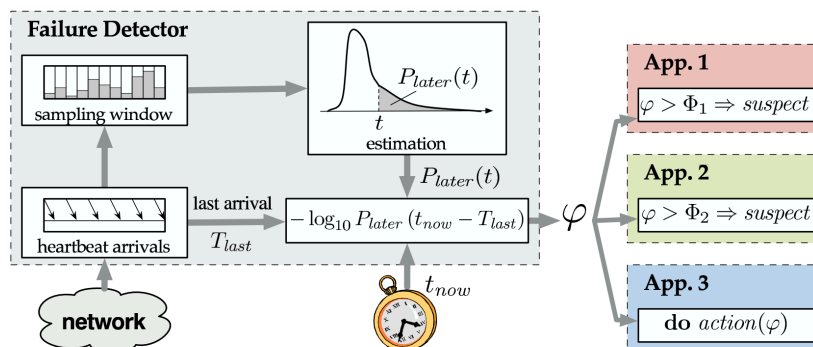 Failure Detector
sampling window
P_later(t)
t
estimation
P_later(t)
heartbeat arrivals
last arrival
T_last
− log₁₀ P_later (t_now − T_last)
φ
t_now
network
App. 1
φ > Φ₁ ⇒ suspect
App. 2
φ > Φ₂ ⇒ suspect
App. 3
do action(φ)